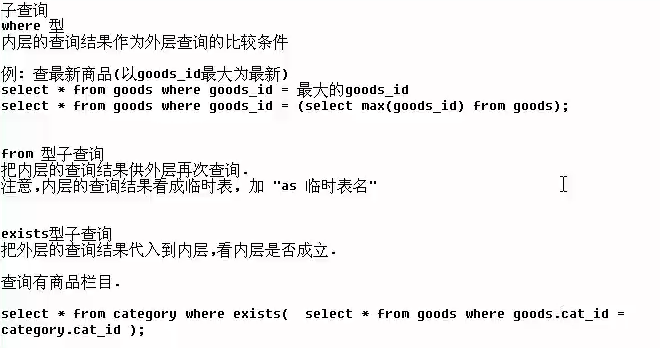 子查询
where 型
内层的查询结果作为外层查询的比较条件
例: 查最新商品(以goods_id最大为最新)
select * from goods where goods_id = 最大的goods_id
select * from goods where goods_id = (select max(goods_id) from goods);
from 型子查询
把内层的查询结果供外层再次查询.
注意,内层的查询结果看成临时表, 加 "as 临时表名"
exists型子查询
把外层的查询结果代入到内层,看内层是否成立.
查询有商品栏目.
select * from category where exists(  select * from goods where goods.cat_id =
category.cat_id );